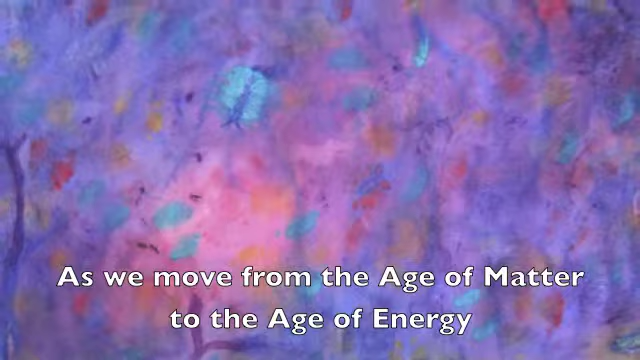 As we move from the Age of Matter
to the Age of Energy